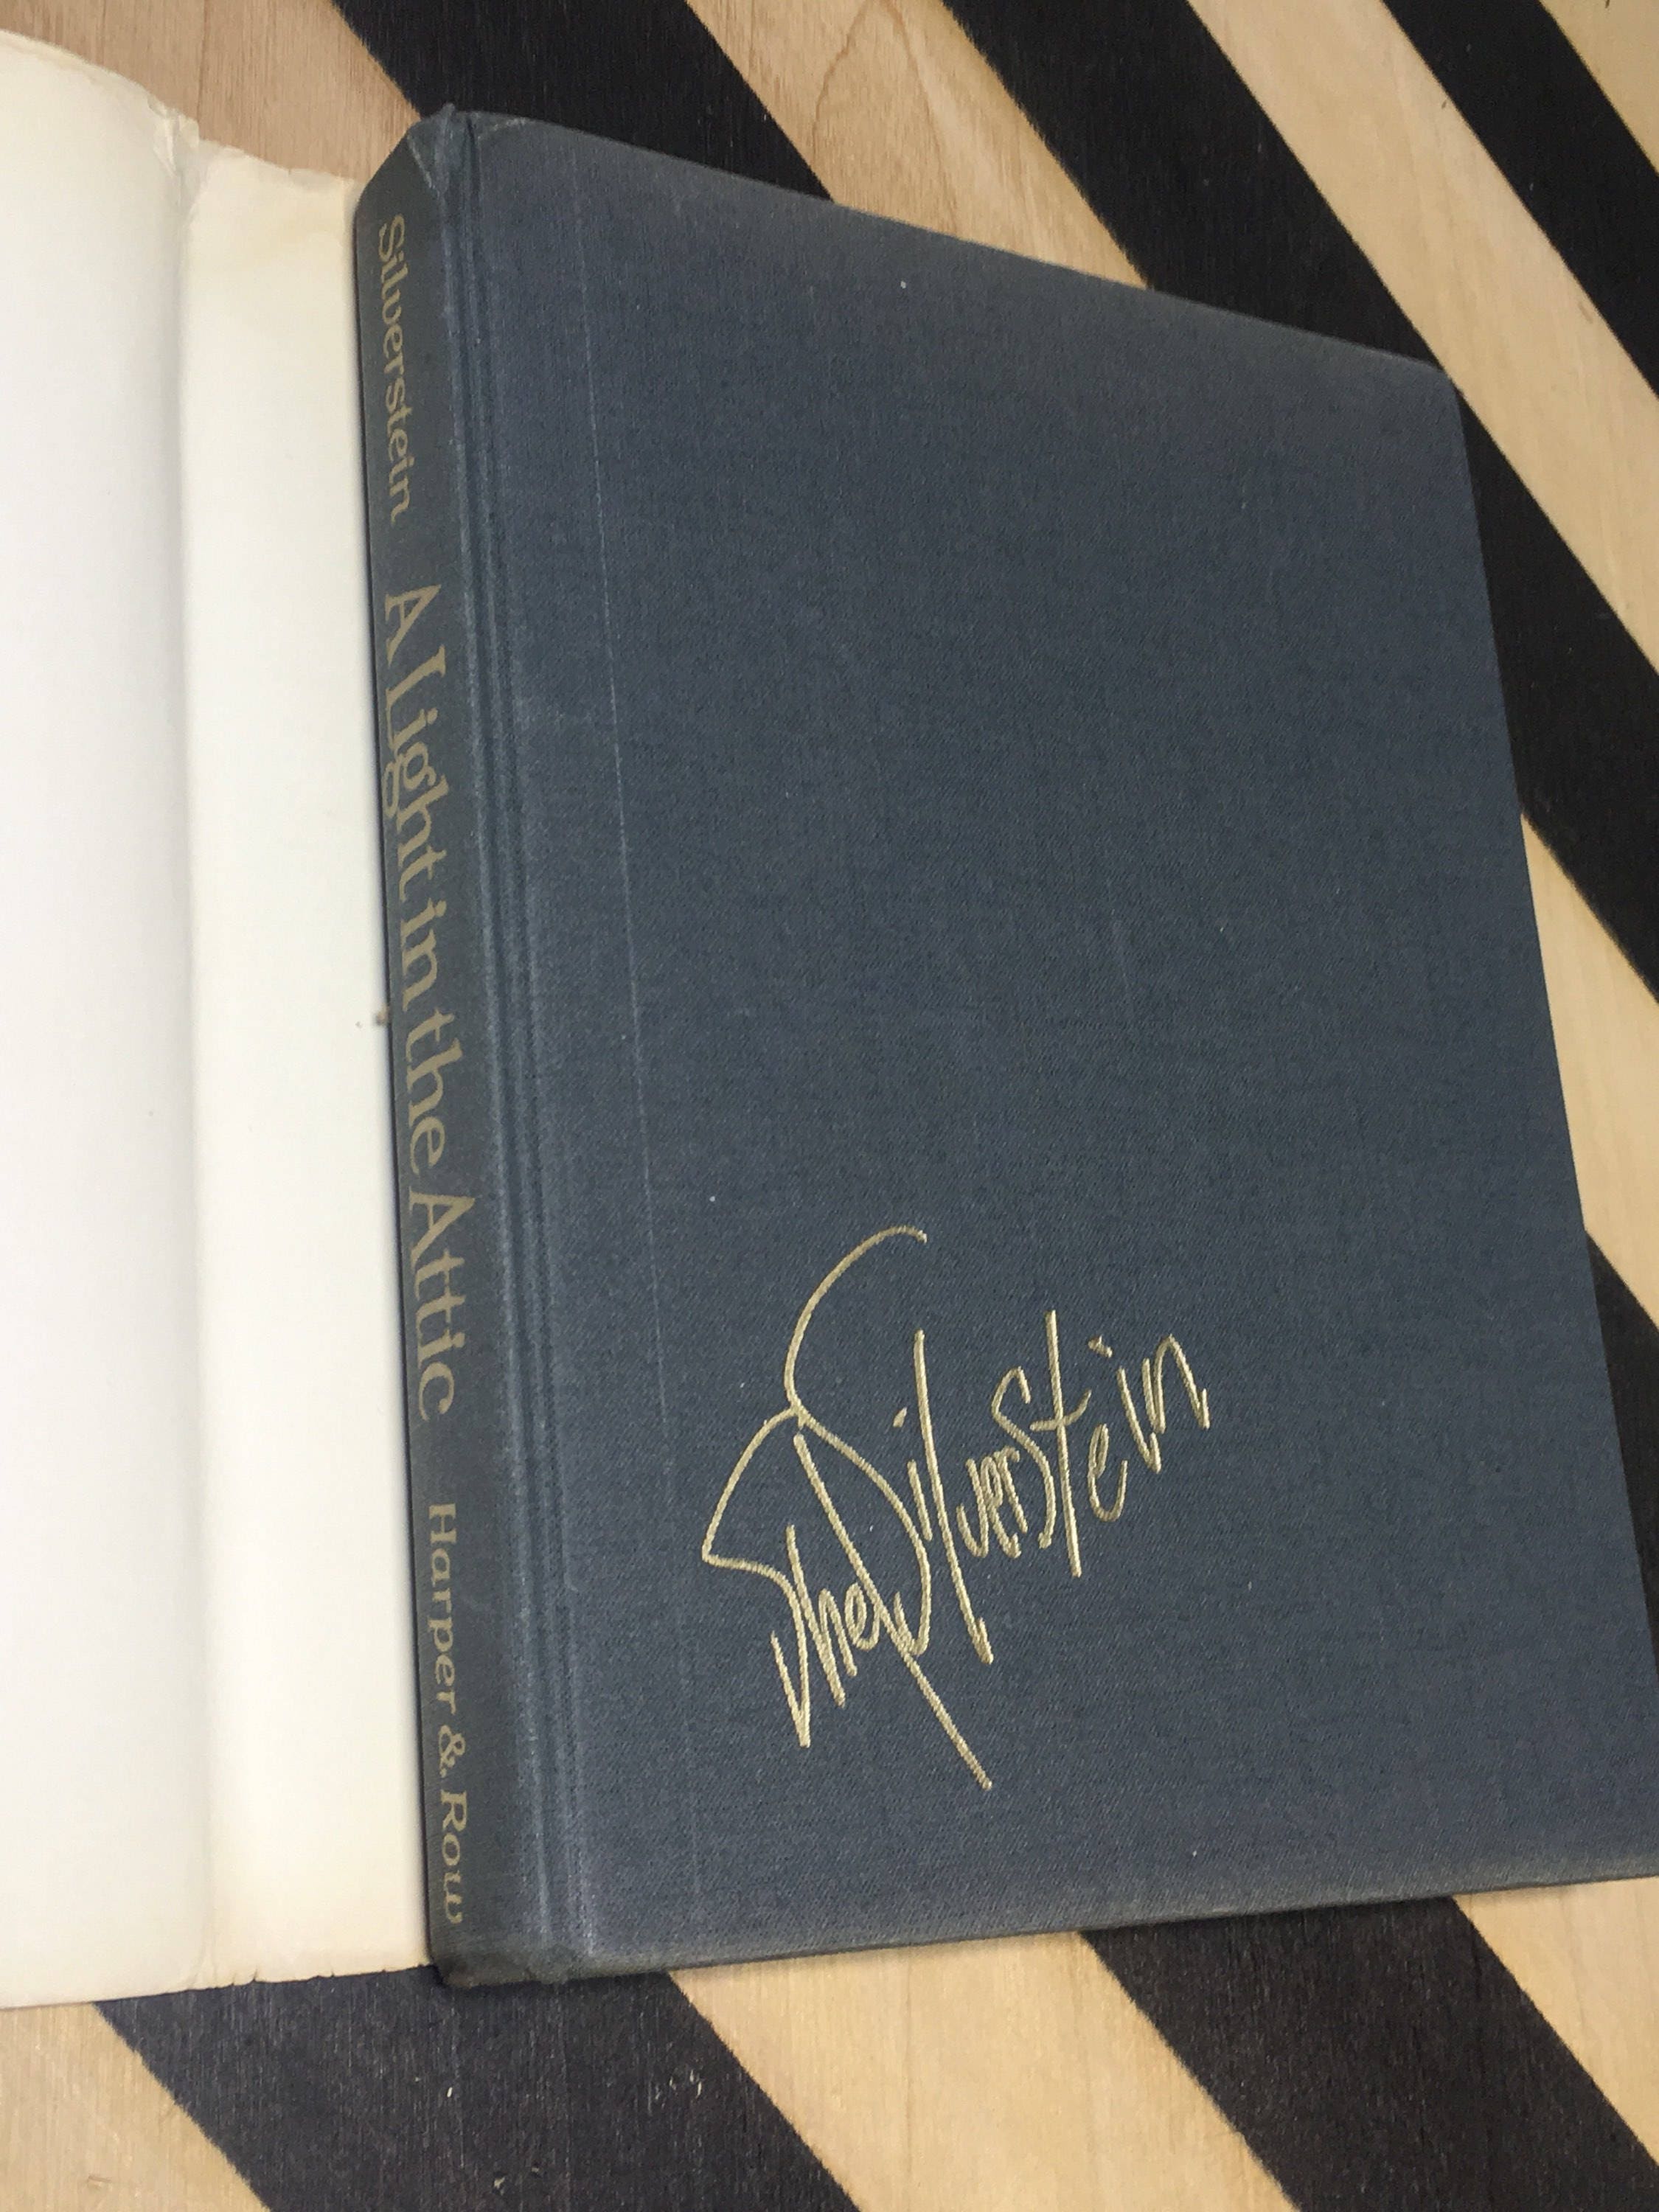 Silverstein A Light in the Attic Harper & Row
Shel Silverstein